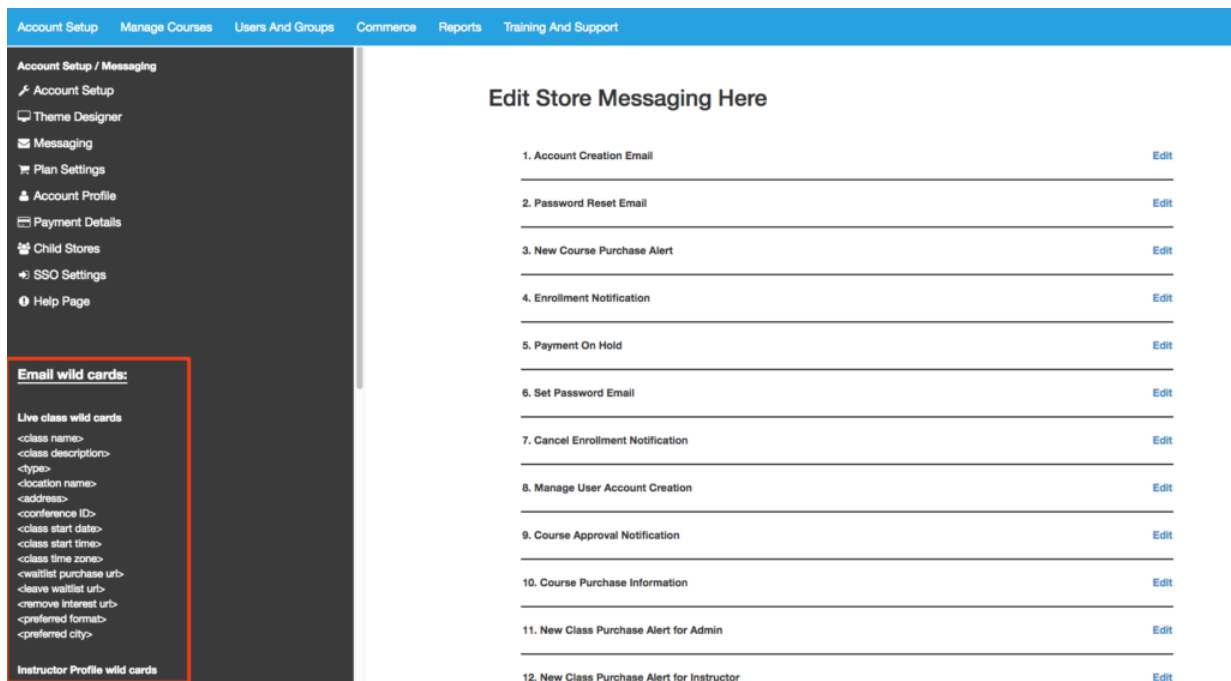 Account Setup Manage Courses Users And Groups Commerce Reports Training And Support
Account Setup / Messaging
Account Setup
Theme Designer
Messaging
Plan Settings
Account Profile
Payment Details
Child Stores
SSO Settings
Help Page
Email wild cards:
Live class wild cards
<class name>
<class description>
<type>
<location name>
<address>
<conference ID>
<class start date>
<class start time>
<class time zone>
<waitlist purchase url>
<leave waitlist url>
<remove interest url>
<preferred format>
<preferred city>
Instructor Profile wild cards
Edit Store Messaging Here
1. Account Creation Email Edit
2. Password Reset Email Edit
3. New Course Purchase Alert Edit
4. Enrollment Notification Edit
5. Payment On Hold Edit
6. Set Password Email Edit
7. Cancel Enrollment Notification Edit
8. Manage User Account Creation Edit
9. Course Approval Notification Edit
10. Course Purchase Information Edit
11. New Class Purchase Alert for Admin Edit
12. New Class Purchase Alert for Instructor Edit